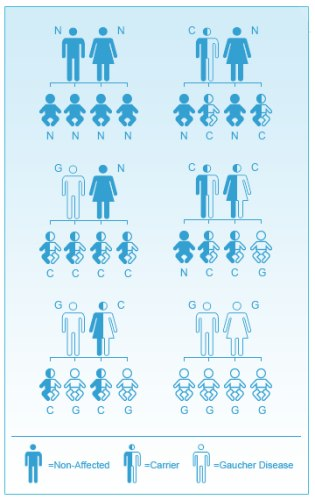 N N C N
N N N N N C N C
G N C C
C C C C N C C G
G C G G
C G C G G G G G
=Non-Affected =Carrier =Gaucher Disease